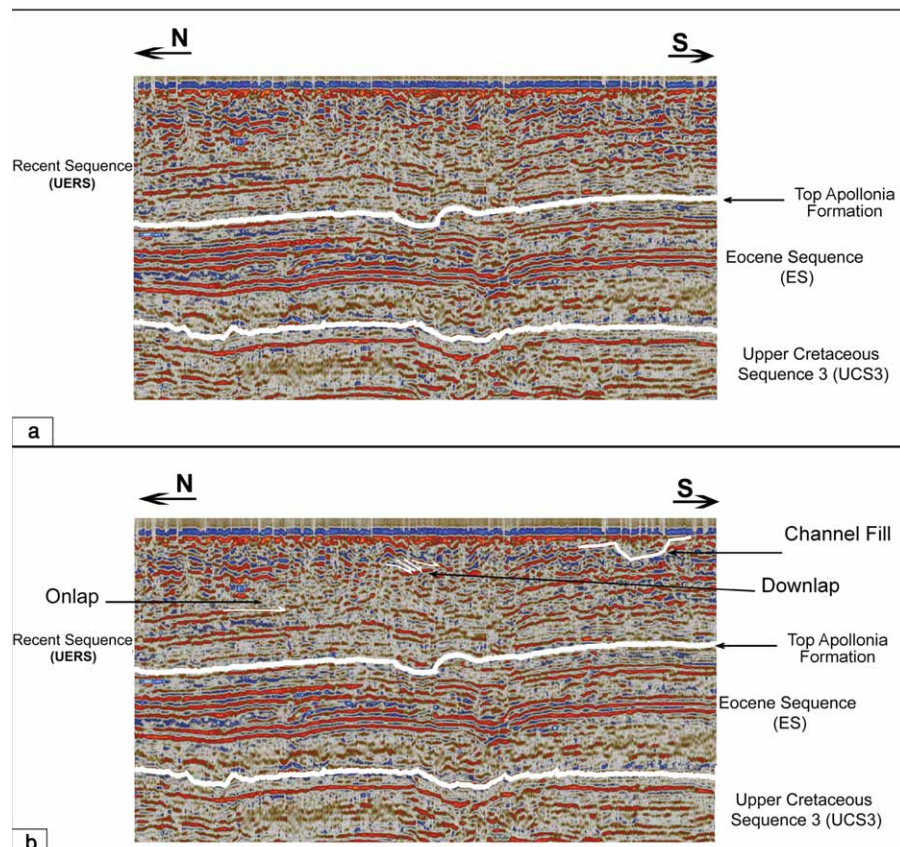 N
S
Recent Sequence
(UERS)
Top Apollonia
Formation
Eocene Sequence
(ES)
Upper Cretaceous
Sequence 3 (UCS3)
a
N
S
Channel Fill
Onlap
Downlap
Recent Sequence
(UERS)
Top Apollonia
Formation
Eocene Sequence
(ES)
Upper Cretaceous
Sequence 3 (UCS3)
b